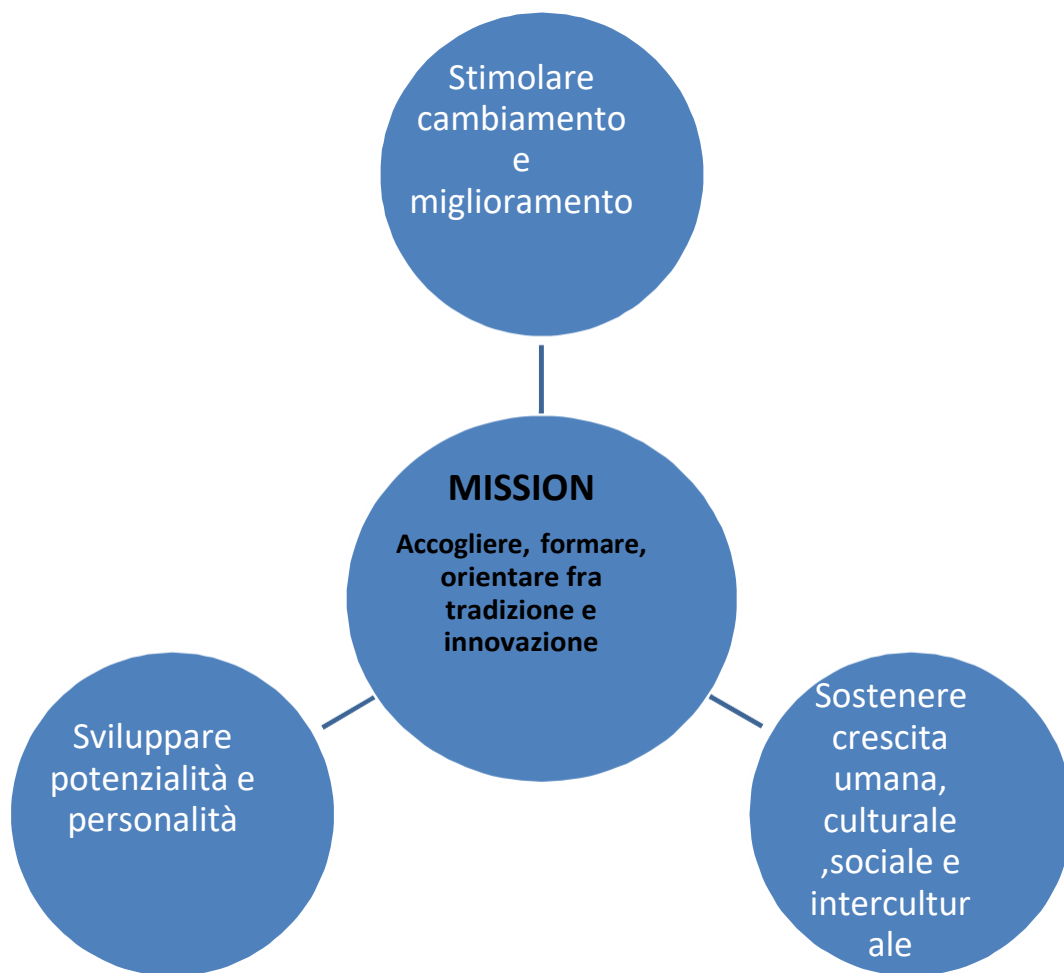 Stimolare
cambiamento
e
miglioramento
MISSION
Accogliere, formare,
orientare fra
tradizione e
innovazione
Sviluppare
potenzialità e
personalità
Sostenere
crescita
umana,
culturale
,sociale e
intercultur
ale